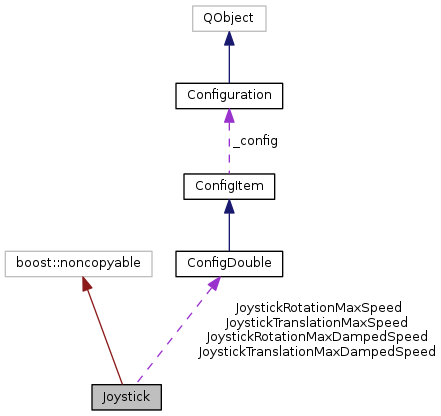 QObject
Configuration
_config
ConfigItem
boost::noncopyable
ConfigDouble
JoystickRotationMaxSpeed
JoystickTranslationMaxSpeed
JoystickRotationMaxDampedSpeed
JoystickTranslationMaxDampedSpeed
Joystick